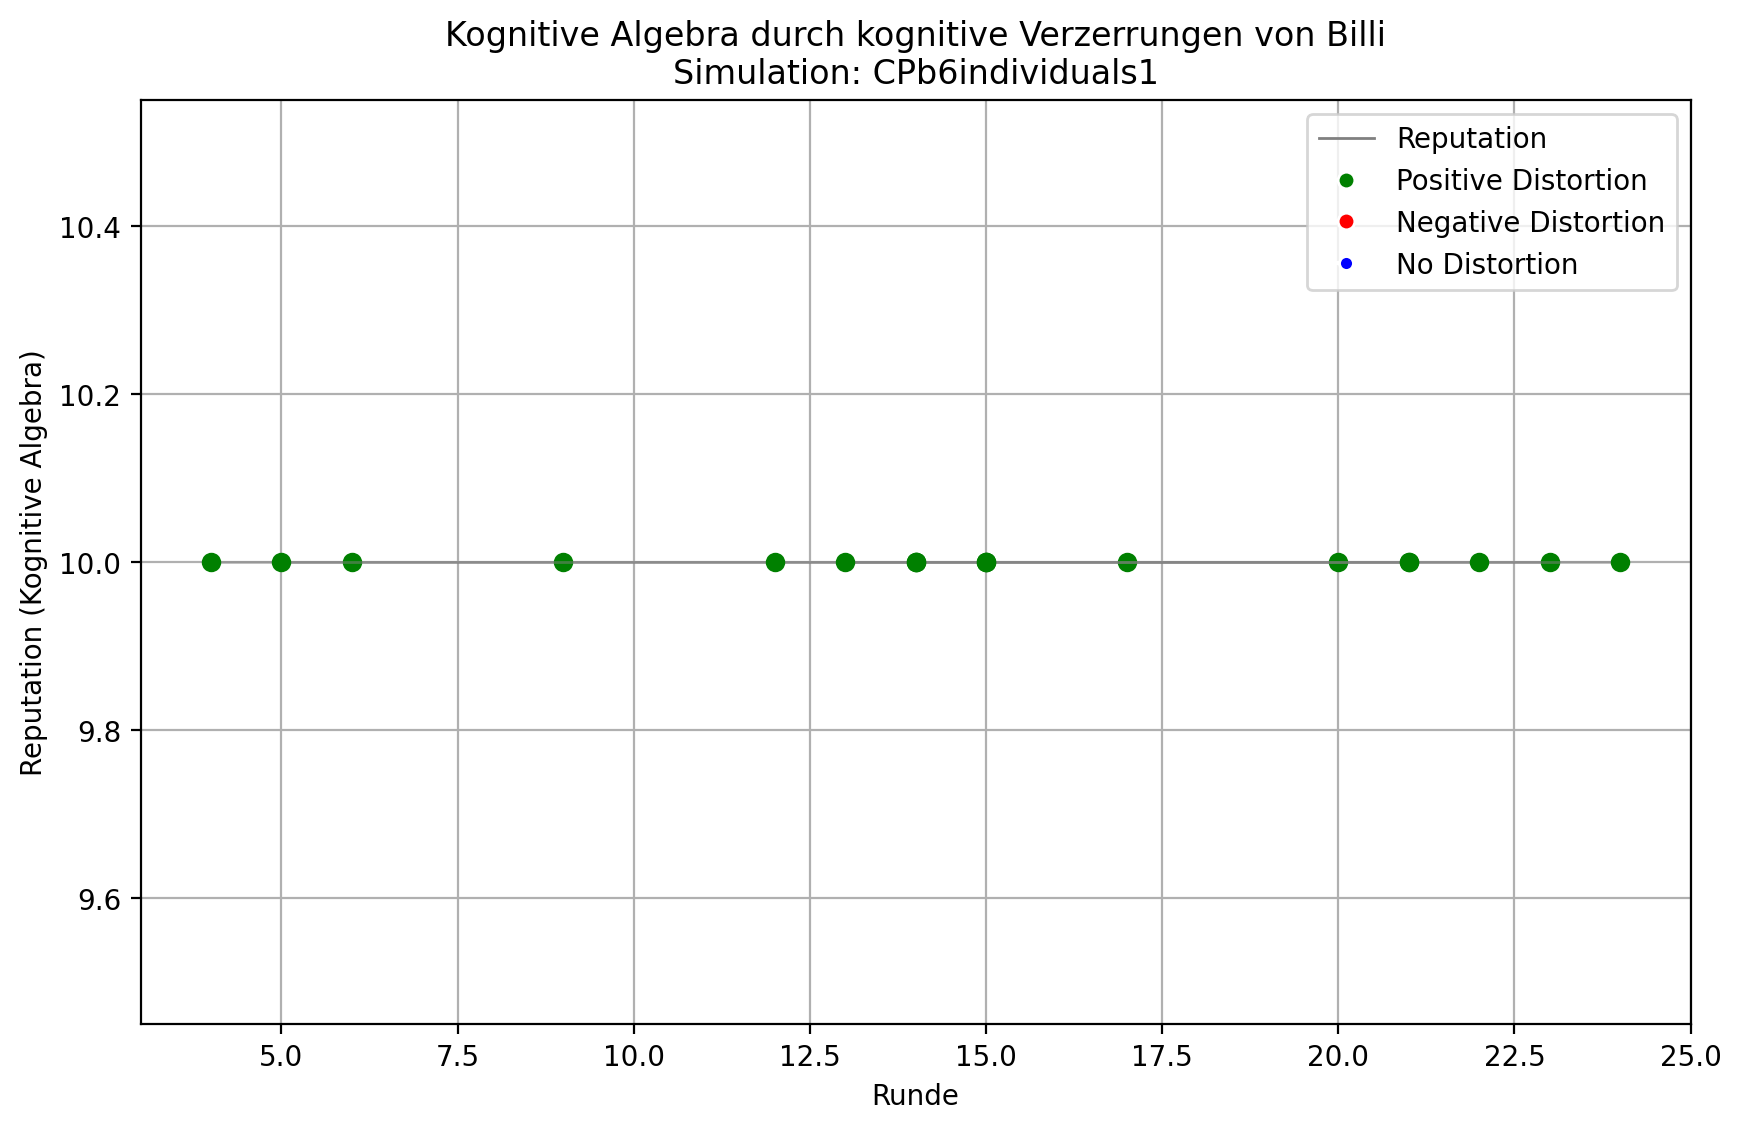 Kognitive Algebra durch kognitive Verzerrungen von Billi
Simulation: CPb6individuals1
Reputation
Positive Distortion
Negative Distortion
No Distortion
Reputation (Kognitive Algebra)
10.4
10.2
10.0
9.8
9.6
5.0 7.5 10.0 12.5 15.0 17.5 20.0 22.5 25.0
Runde